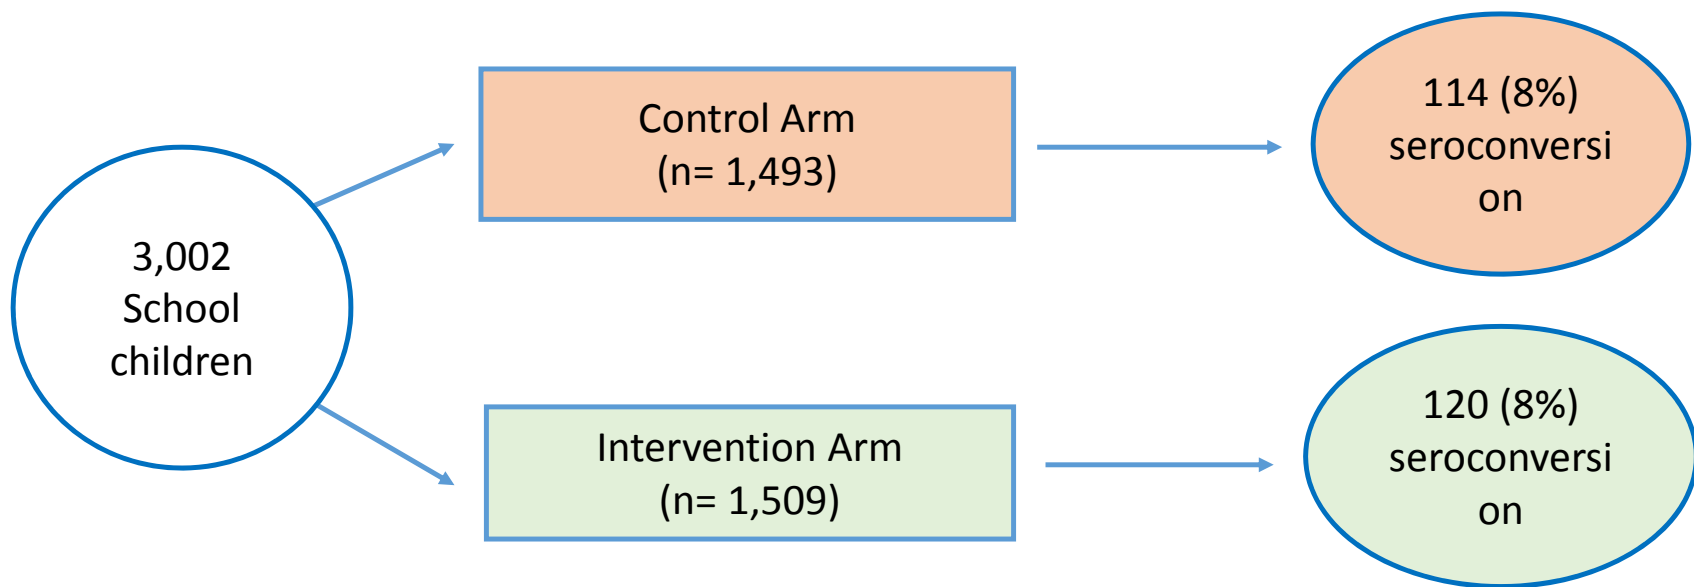 3,002
School
children
Control Arm
(n= 1,493)
114 (8%)
seroconversi
on
Intervention Arm
(n= 1,509)
120 (8%)
seroconversi
on